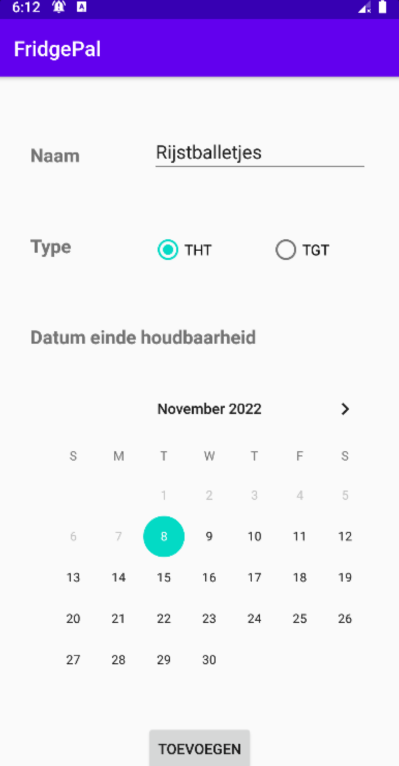 6:12
FridgePal
Naam Rijstballetjes
Type THT TGT
Datum einde houdbaarheid
November 2022
S M T W T F S
1 2 3 4 5
6 7 8 9 10 11 12
13 14 15 16 17 18 19
20 21 22 23 24 25 26
27 28 29 30
TOEVOEGEN